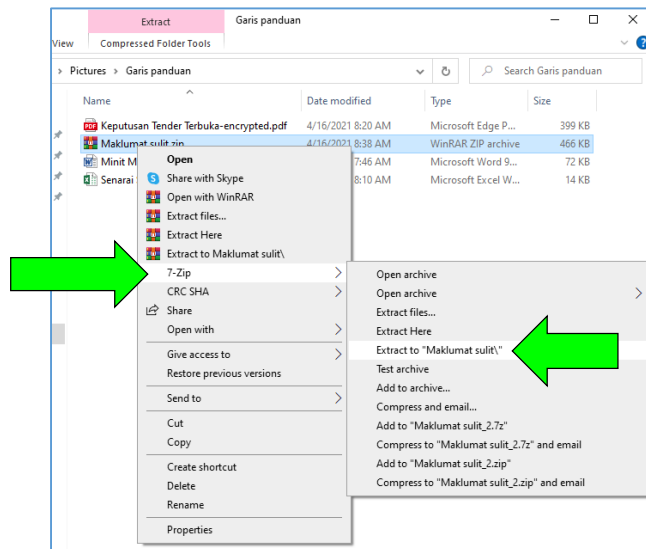 Extract Garis panduan
View Compressed Folder Tools
Pictures Garis panduan Search Garis panduan
Name Date modified Type Size
Keputusan Tender Terbuka-encrypted.pdf 4/16/2021 8:20 AM Microsoft Edge P... 399 KB
Maklumat sulit.zip 4/16/2021 8:38 AM WinRAR ZIP archive 466 KB
Minit M 7:46 AM Microsoft Word 9... 72 KB
Senarai 8:10 AM Microsoft Excel W... 14 KB
Open
Share with Skype
Open with WinRAR
Extract files...
Extract Here
Extract to Maklumat sulit\
7-Zip
CRC SHA
Share
Open with
Give access to
Restore previous versions
Send to
Cut
Copy
Create shortcut
Delete
Rename
Properties
Open archive
Open archive
Extract files...
Extract Here
Extract to "Maklumat sulit\"
Test archive
Add to archive...
Compress and email...
Add to "Maklumat sulit_2.7z"
Compress to "Maklumat sulit_2.7z" and email
Add to "Maklumat sulit_2.zip"
Compress to "Maklumat sulit_2.zip" and email